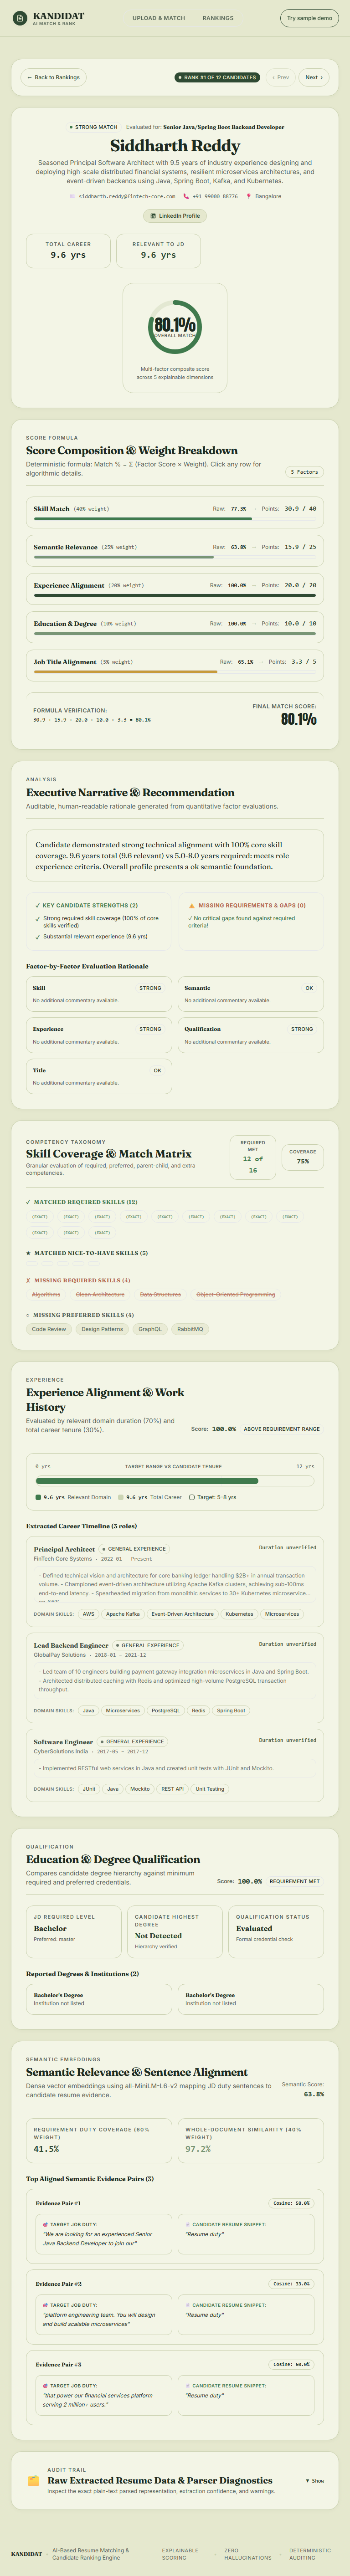 KANDIDAT
AI MATCH & RANK
UPLOAD & MATCH
RANKINGS
Try sample demo
← Back to Rankings
★ RANK #1 OF 12 CANDIDATES
‹ Prev
Next ›
★ STRONG MATCH
Evaluated for: Senior Java/Spring Boot Backend Developer
Siddharth Reddy
Seasoned Principal Software Architect with 9.5 years of industry experience designing and
deploying high-scale distributed financial systems, resilient microservices architectures, and
event-driven backends using Java, Spring Boot, Kafka, and Kubernetes.
siddharth.reddy@fintech-core.com
+91 99000 88776
Bangalore
LinkedIn Profile
TOTAL CAREER
9.6 yrs
RELEVANT TO JD
9.6 yrs
80.1%
OVERALL MATCH
Multi-factor composite score
across 5 explainable dimensions
SCORE FORMULA
Score Composition & Weight Breakdown
Deterministic formula: Match % = Σ (Factor Score × Weight). Click any row for
algorithmic details.
5 Factors
Skill Match (40% weight)
Raw: 77.3% → Points: 30.9 / 40
Semantic Relevance (25% weight)
Raw: 63.8% → Points: 15.9 / 25
Experience Alignment (20% weight)
Raw: 100.0% → Points: 20.0 / 20
Education & Degree (10% weight)
Raw: 100.0% → Points: 10.0 / 10
Job Title Alignment (5% weight)
Raw: 65.1% → Points: 3.3 / 5
FORMULA VERIFICATION:
30.9 + 15.9 + 20.0 + 10.0 + 3.3 = 80.1%
FINAL MATCH SCORE:
80.1%
ANALYSIS
Executive Narrative & Recommendation
Auditable, human-readable rationale generated from quantitative factor evaluations.
Candidate demonstrated strong technical alignment with 100% core skill
coverage. 9.6 years total (9.6 relevant) vs 5.0-8.0 years required: meets role
experience criteria. Overall profile presents a ok semantic foundation.
✓ KEY CANDIDATE STRENGTHS (2)
✓ Strong required skill coverage (100% of core
skills verified)
✓ Substantial relevant experience (9.6 yrs)
MISSING REQUIREMENTS & GAPS (0)
✓ No critical gaps found against required
criteria!
Factor-by-Factor Evaluation Rationale
Skill
STRONG
No additional commentary available.
Semantic
OK
No additional commentary available.
Experience
STRONG
No additional commentary available.
Qualification
STRONG
No additional commentary available.
Title
OK
No additional commentary available.
COMPETENCY TAXONOMY
Skill Coverage & Match Matrix
Granular evaluation of required, preferred, parent-child, and extra
competencies.
REQUIRED
MET
12 of
16
COVERAGE
75%
✓ MATCHED REQUIRED SKILLS (12)
(EXACT) (EXACT) (EXACT) (EXACT) (EXACT) (EXACT) (EXACT) (EXACT) (EXACT)
(EXACT) (EXACT) (EXACT)
★ MATCHED NICE-TO-HAVE SKILLS (5)
✗ MISSING REQUIRED SKILLS (4)
Algorithms
Clean Architecture
Data Structures
Object-Oriented Programming
○ MISSING PREFERRED SKILLS (4)
Code Review
Design Patterns
GraphQL
RabbitMQ
EXPERIENCE
Experience Alignment & Work
History
Evaluated by relevant domain duration (70%) and
total career tenure (30%).
Score: 100.0%
ABOVE REQUIREMENT RANGE
0 yrs
TARGET RANGE VS CANDIDATE TENURE
12 yrs
9.6 yrs Relevant Domain
9.6 yrs Total Career
Target: 5-8 yrs
Extracted Career Timeline (3 roles)
Principal Architect
★ GENERAL EXPERIENCE
Duration unverified
FinTech Core Systems • 2022-01 – Present
- Defined technical vision and architecture for core banking ledger handling $2B+ in annual transaction
volume. - Championed event-driven architecture utilizing Apache Kafka clusters, achieving sub-100ms
end-to-end latency. - Spearheaded migration from monolithic services to 30+ Kubernetes microservices
on AWS.
DOMAIN SKILLS:
AWS
Apache Kafka
Event-Driven Architecture
Kubernetes
Microservices
Lead Backend Engineer
★ GENERAL EXPERIENCE
Duration unverified
GlobalPay Solutions • 2018-01 – 2021-12
- Led team of 10 engineers building payment gateway integration microservices in Java and Spring Boot.
- Architected distributed caching with Redis and optimized high-volume PostgreSQL transaction
throughput.
DOMAIN SKILLS:
Java
Microservices
PostgreSQL
Redis
Spring Boot
Software Engineer
★ GENERAL EXPERIENCE
Duration unverified
CyberSolutions India • 2017-05 – 2017-12
- Implemented RESTful web services in Java and created unit tests with JUnit and Mockito.
DOMAIN SKILLS:
JUnit
Java
Mockito
REST API
Unit Testing
QUALIFICATION
Education & Degree Qualification
Compares candidate degree hierarchy against minimum
required and preferred credentials.
Score: 100.0%
REQUIREMENT MET
JD REQUIRED LEVEL
Bachelor
Preferred: master
CANDIDATE HIGHEST
DEGREE
Not Detected
Hierarchy verified
QUALIFICATION STATUS
Evaluated
Formal credential check
Reported Degrees & Institutions (2)
Bachelor's Degree
Institution not listed
Bachelor's Degree
Institution not listed
SEMANTIC EMBEDDINGS
Semantic Relevance & Sentence Alignment
Dense vector embeddings using all-MiniLM-L6-v2 mapping JD duty sentences to
candidate resume evidence.
Semantic Score:
63.8%
REQUIREMENT DUTY COVERAGE (60%
WEIGHT)
41.5%
WHOLE-DOCUMENT SIMILARITY (40%
WEIGHT)
97.2%
Top Aligned Semantic Evidence Pairs (3)
Evidence Pair #1
Cosine: 58.0%
TARGET JOB DUTY:
"We are looking for an experienced Senior
Java Backend Developer to join our"
CANDIDATE RESUME SNIPPET:
"Resume duty"
Evidence Pair #2
Cosine: 33.0%
TARGET JOB DUTY:
"platform engineering team. You will design
and build scalable microservices"
CANDIDATE RESUME SNIPPET:
"Resume duty"
Evidence Pair #3
Cosine: 60.0%
TARGET JOB DUTY:
"that power our financial services platform
serving 2 million+ users."
CANDIDATE RESUME SNIPPET:
"Resume duty"
AUDIT TRAIL
Raw Extracted Resume Data & Parser Diagnostics
Inspect the exact plain-text parsed representation, extraction confidence, and warnings.
▼ Show
KANDIDAT
AI-Based Resume Matching &
Candidate Ranking Engine
EXPLAINABLE
SCORING
•
ZERO
HALLUCINATIONS
•
DETERMINISTIC
AUDITING